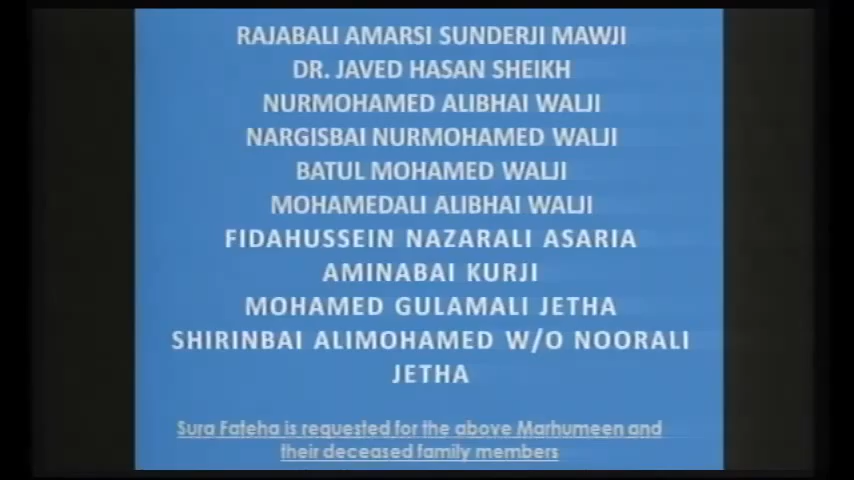 RAJABALI AMARSI SUNDERJI MAWJI
DR. JAVED HASAN SHEIKH
NURMOHAMED ALIBHAI WALJI
NARGISBAI NURMOHAMED WALJI
BATUL MOHAMED WALJI
MOHAMEDALI ALIBHAI WALJI
FIDAHUSSEIN NAZARALI ASARIA
AMINABAI KURJI
MOHAMED GULAMALI JETHA
SHIRINBAI ALIMOHAMED W/O NOORALI
JETHA
Sura Fateha is requested for the above Marhumeen and
their deceased family members